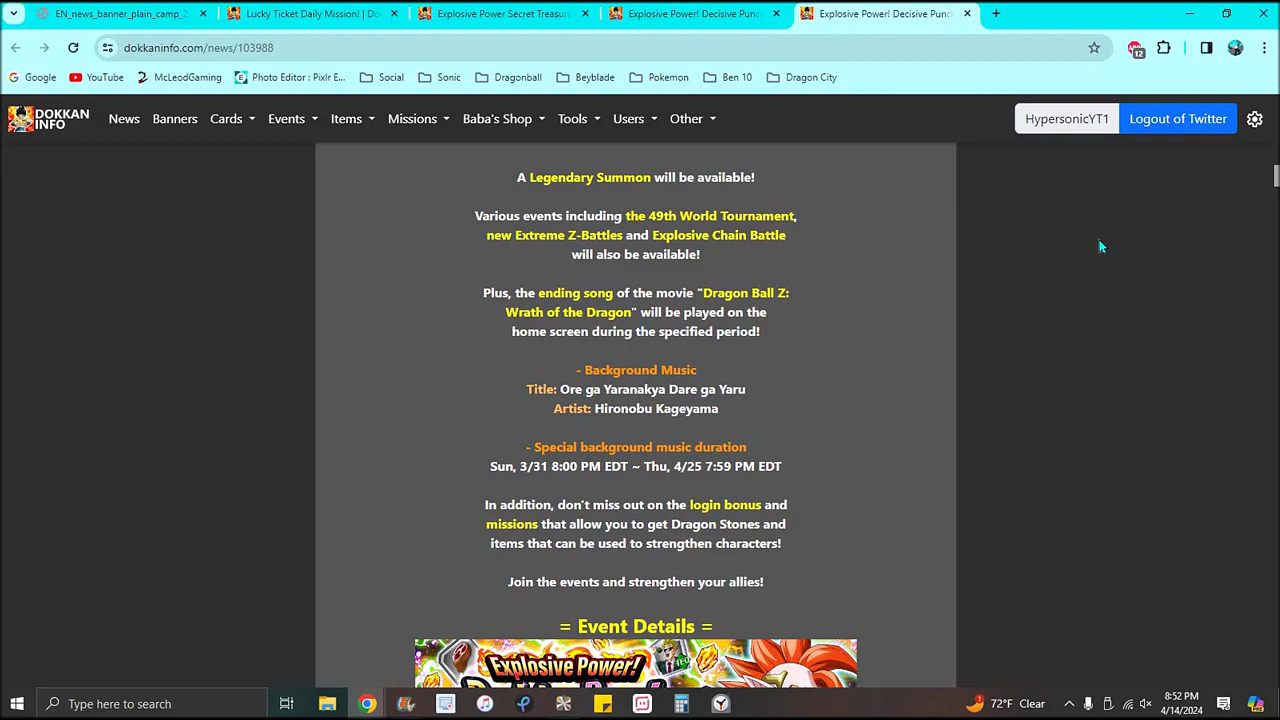 EN_news_banner_plain_camp_2
Lucky Ticket Daily Mission! | Do
Explosive Power Secret Treasure
Explosive Power! Decisive Punch
Explosive Power! Decisive Punch
dokkaninfo.com/news/103988
12
Google
YouTube
McLeodGaming
Photo Editor : Pixlr E...
Social
Sonic
Dragonball
Beyblade
Pokemon
Ben 10
Dragon City
DOKKAN
INFO
News
Banners
Cards
Events
Items
Missions
Baba's Shop
Tools
Users
Other
HypersonicYT1
Logout of Twitter
A Legendary Summon will be available!
Various events including the 49th World Tournament,
new Extreme Z-Battles and Explosive Chain Battle
will also be available!
Plus, the ending song of the movie "Dragon Ball Z:
Wrath of the Dragon" will be played on the
home screen during the specified period!
- Background Music
Title: Ore ga Yaranakya Dare ga Yaru
Artist: Hironobu Kageyama
- Special background music duration
Sun, 3/31 8:00 PM EDT ~ Thu, 4/25 7:59 PM EDT
In addition, don't miss out on the login bonus and
missions that allow you to get Dragon Stones and
items that can be used to strengthen characters!
Join the events and strengthen your allies!
= Event Details =
Explosive Power!
Type here to search
72°F Clear
8:52 PM
4/14/2024